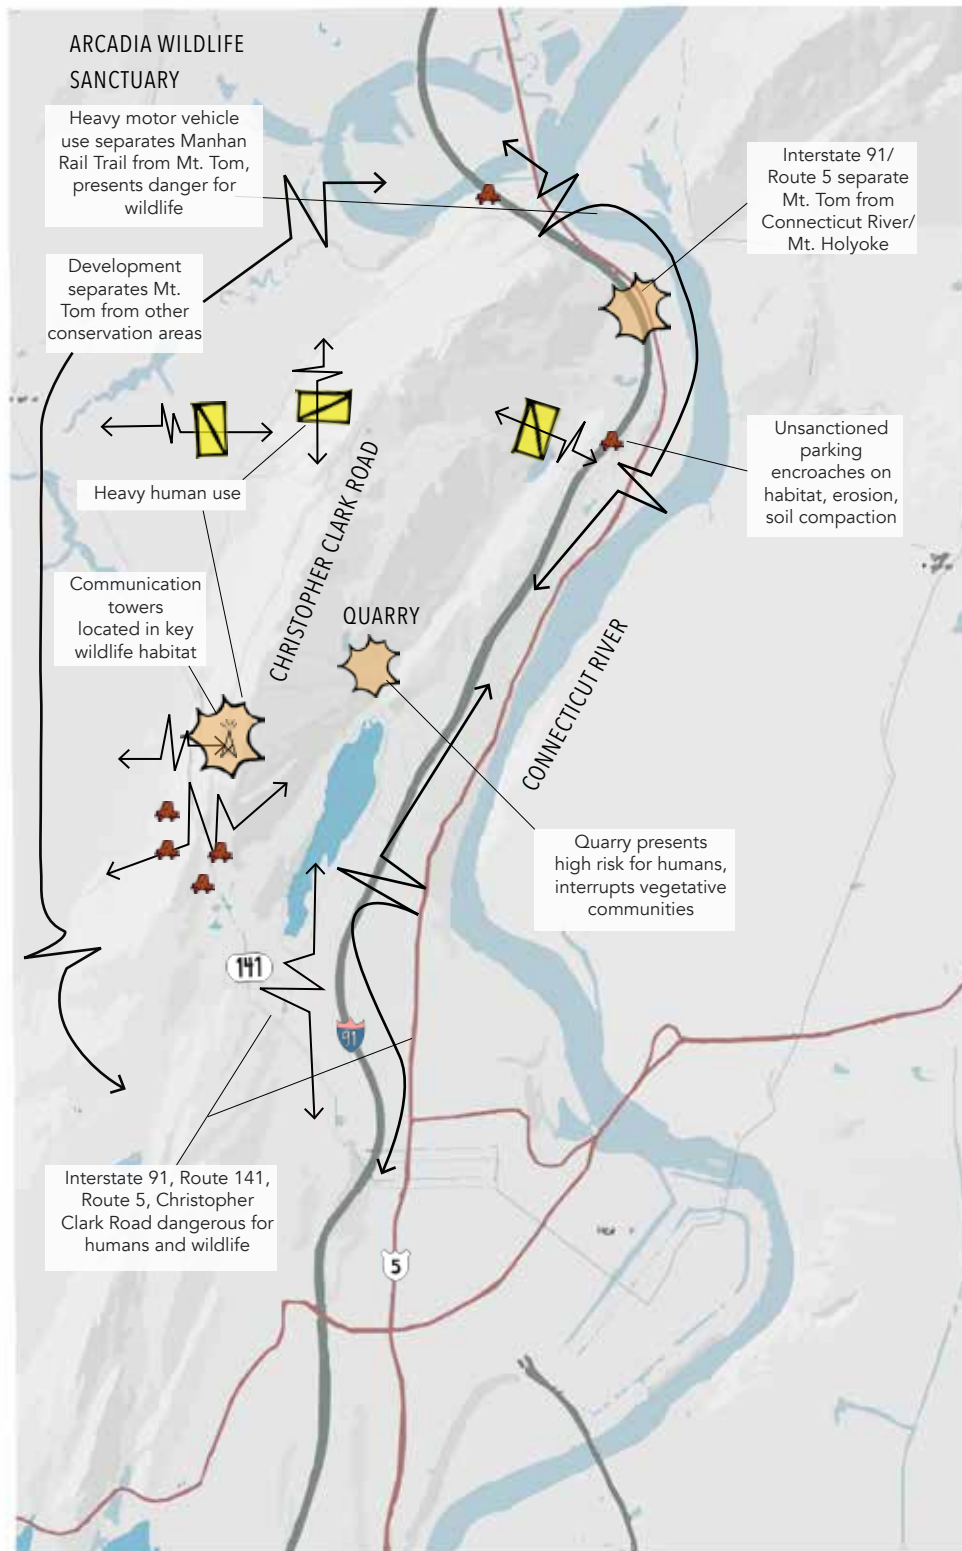 ARCADIA WILDLIFE
SANCTUARY
Heavy motor vehicle
use separates Manhan
Rail Trail from Mt. Tom,
presents danger for
wildlife
Interstate 91/
Route 5 separate
Mt. Tom from
Connecticut River/
Mt. Holyoke
Development
separates Mt.
Tom from other
conservation areas
Unsanctioned
parking
encroaches on
habitat, erosion,
soil compaction
Heavy human use
CHRISTOPHER CLARK ROAD
Communication
towers
located in key
wildlife habitat
QUARRY
CONNECTICUT RIVER
Quarry presents
high risk for humans,
interrupts vegetative
communities
141
91
Interstate 91, Route 141,
Route 5, Christopher
Clark Road dangerous for
humans and wildlife
5